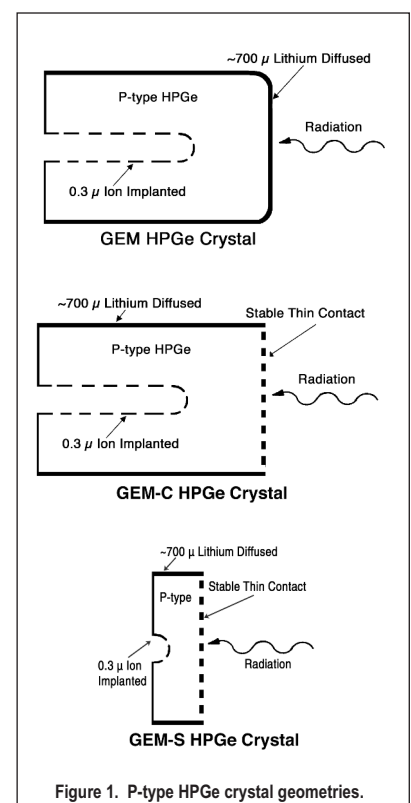 ~700 μ Lithium Diffused
P-type HPGe
Radiation
0.3 μ Ion Implanted
GEM HPGe Crystal
~700 μ Lithium Diffused
Stable Thin Contact
P-type HPGe
Radiation
0.3 μ Ion Implanted
GEM-C HPGe Crystal
~700 μ Lithium Diffused
P-type
Stable Thin Contact
0.3 μ Ion
Implanted
Radiation
GEM-S HPGe Crystal
Figure 1. P-type HPGe crystal geometries.